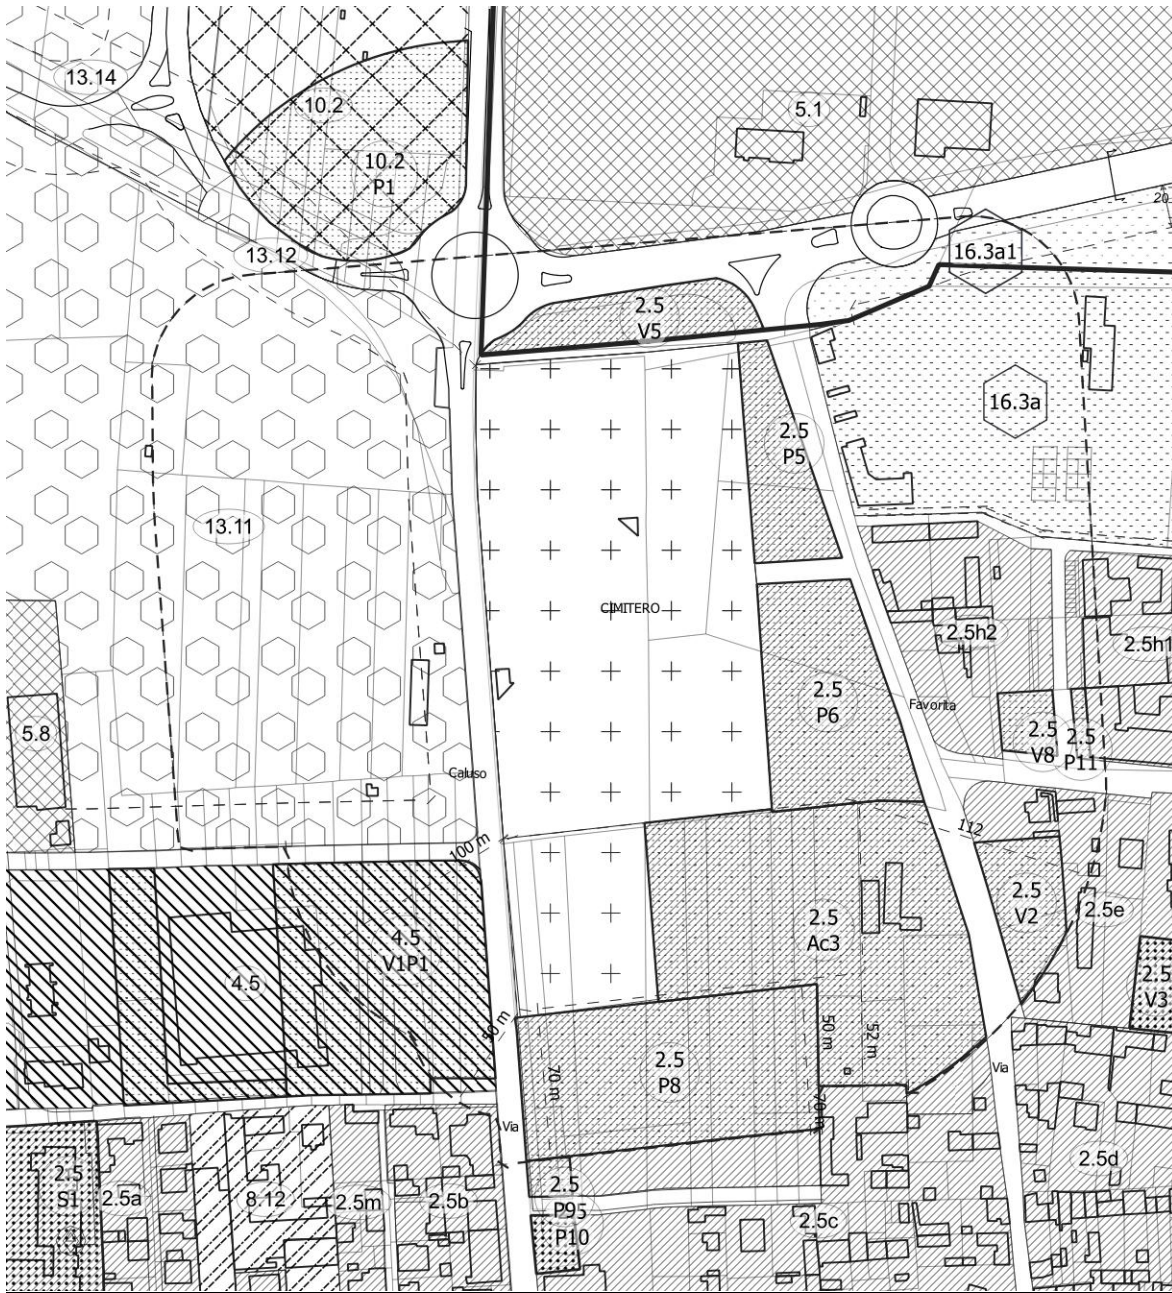 13.14
10.2
5.1
10.2
P1
20
13.12
16.3a1
2.5
V5
16.3a
2.5
P5
13.11
CIMITERO
2.5h2
2.5h1
2.5
P6
Favorita
5.8
2.5
V8
2.5
P11
Caluso
112
100 m
2.5
V2
2.5e
2.5
Ac3
4.5
V1P1
4.5
2.5
V3
50 m
50 m
52 m
2.5
P8
70 m
70 m
Via
Via
2.5
S1
2.5a
8.12
2.5m
2.5b
2.5
P95
P10
2.5c
2.5d